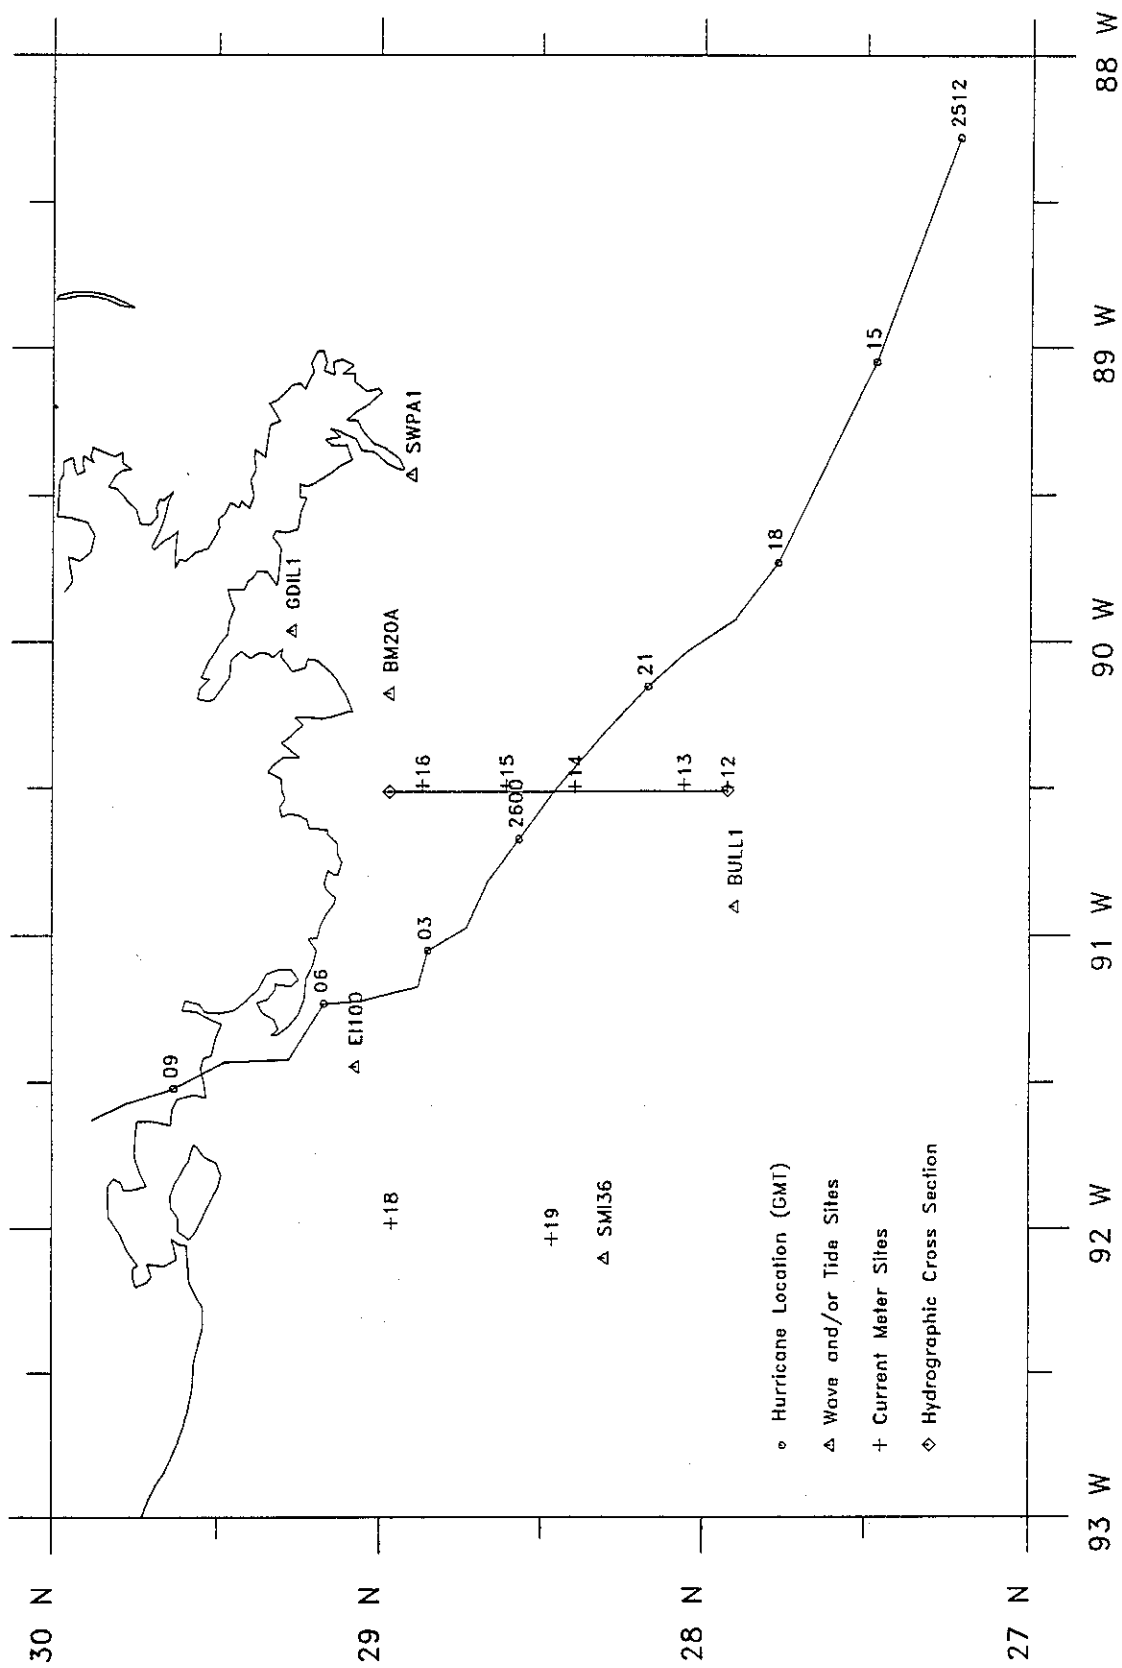 30 N
29 N
28 N
27 N
93 W
92 W
91 W
90 W
89 W
88 W
09
06
03
2600
21
18
15
2512
GDIL1
SWPA1
BM20A
EI100
BULL1
SMI36
+16
+15
+14
+13
+12
+18
+19
Hurricane Location (GMT)
Wave and/or Tide Sites
+ Current Meter Sites
Hydrographic Cross Section